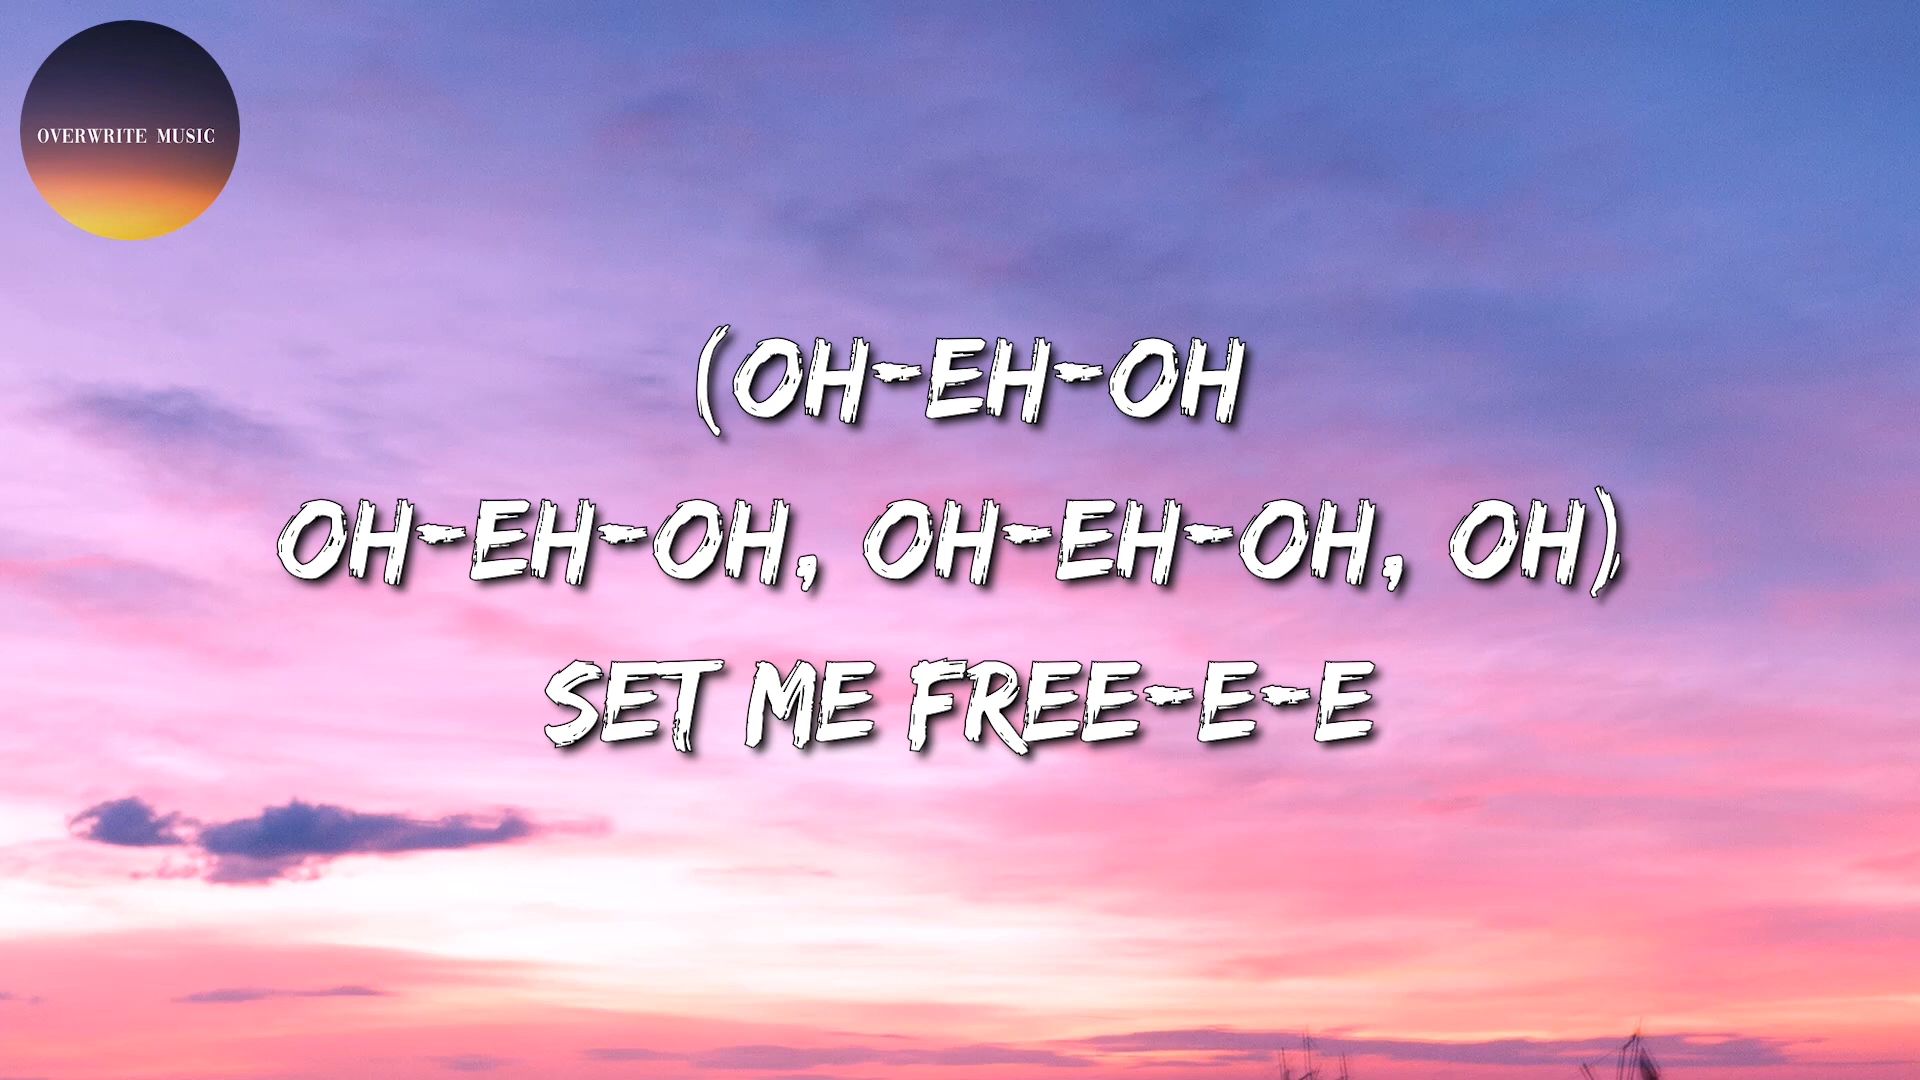 OVERWRITE MUSIC
(OH-EH-OH
OH-EH-OH, OH-EH-OH, OH)
SET ME FREE-E-E